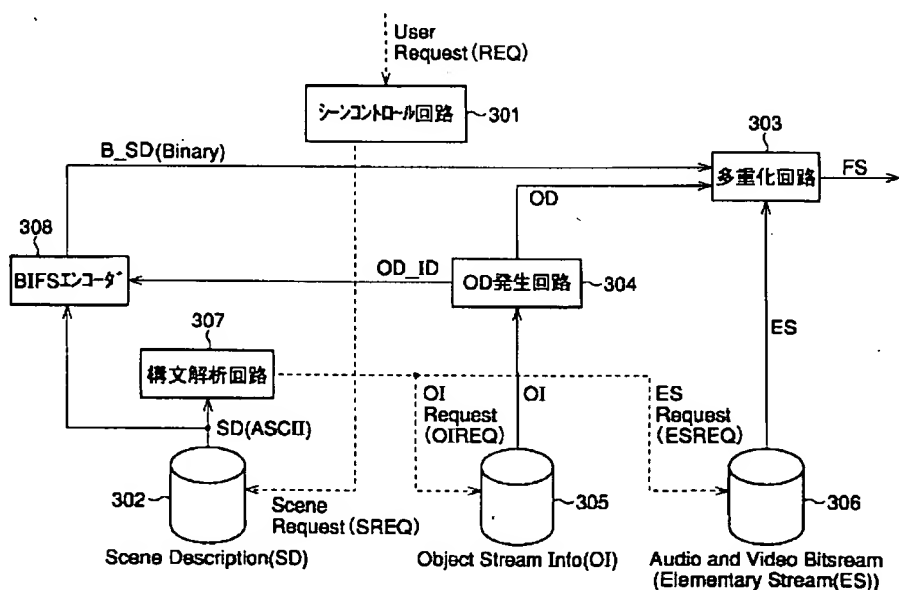 User
Request(REQ)
シーンコントロール回路
301
303
B_SD(Binary)
多重化回路
FS
OD
308
BIFSエンコーダ
OD_ID
OD発生回路
304
307
ES
構文解析回路
OI
Request
(OIREQ)
OI
ES
Request
(ESREQ)
SD(ASCII)
302
Scene
Request(SREQ)
305
306
Scene Description(SD)
Object Stream Info(OI)
Audio and Video Bitsream
(Elementary Stream(ES))